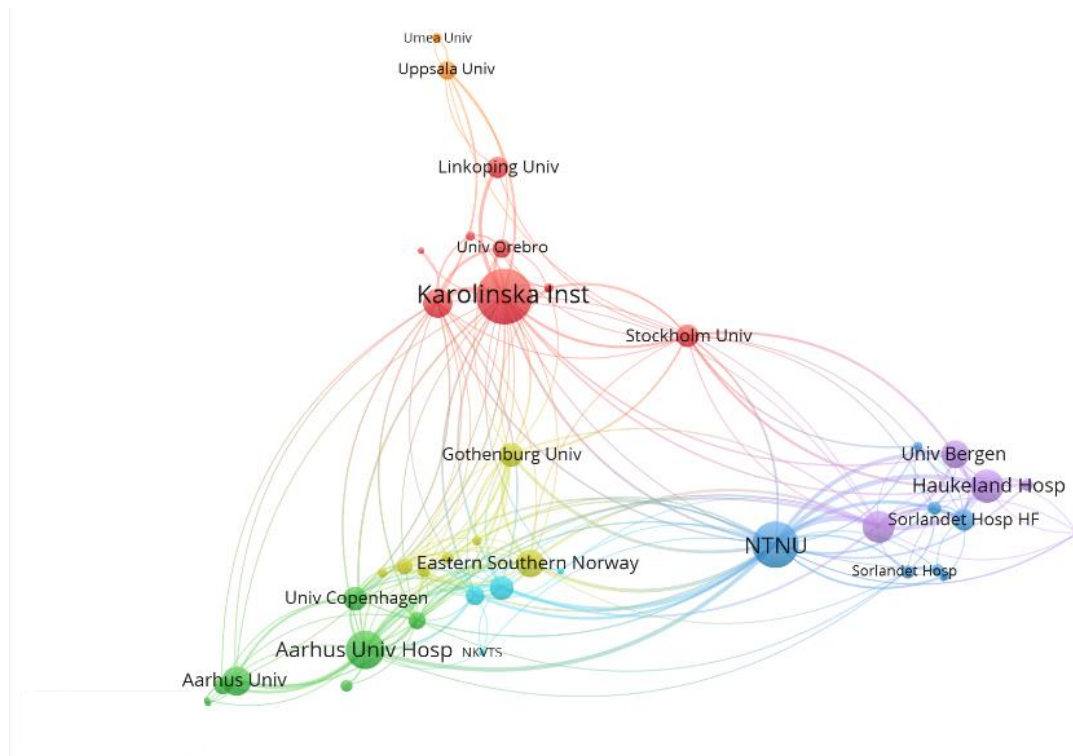 Umea Univ
Uppsala Univ
Linkoping Univ
Univ Orebro
Karolinska Inst
Stockholm Univ
Gothenburg Univ
Univ Bergen
Haukeland Hosp
Sorlandet Hosp HF
NTNU
Eastern Southern Norway
Sorlandet Hosp
Univ Copenhagen
Aarhus Univ Hosp
NKVTS
Aarhus Univ